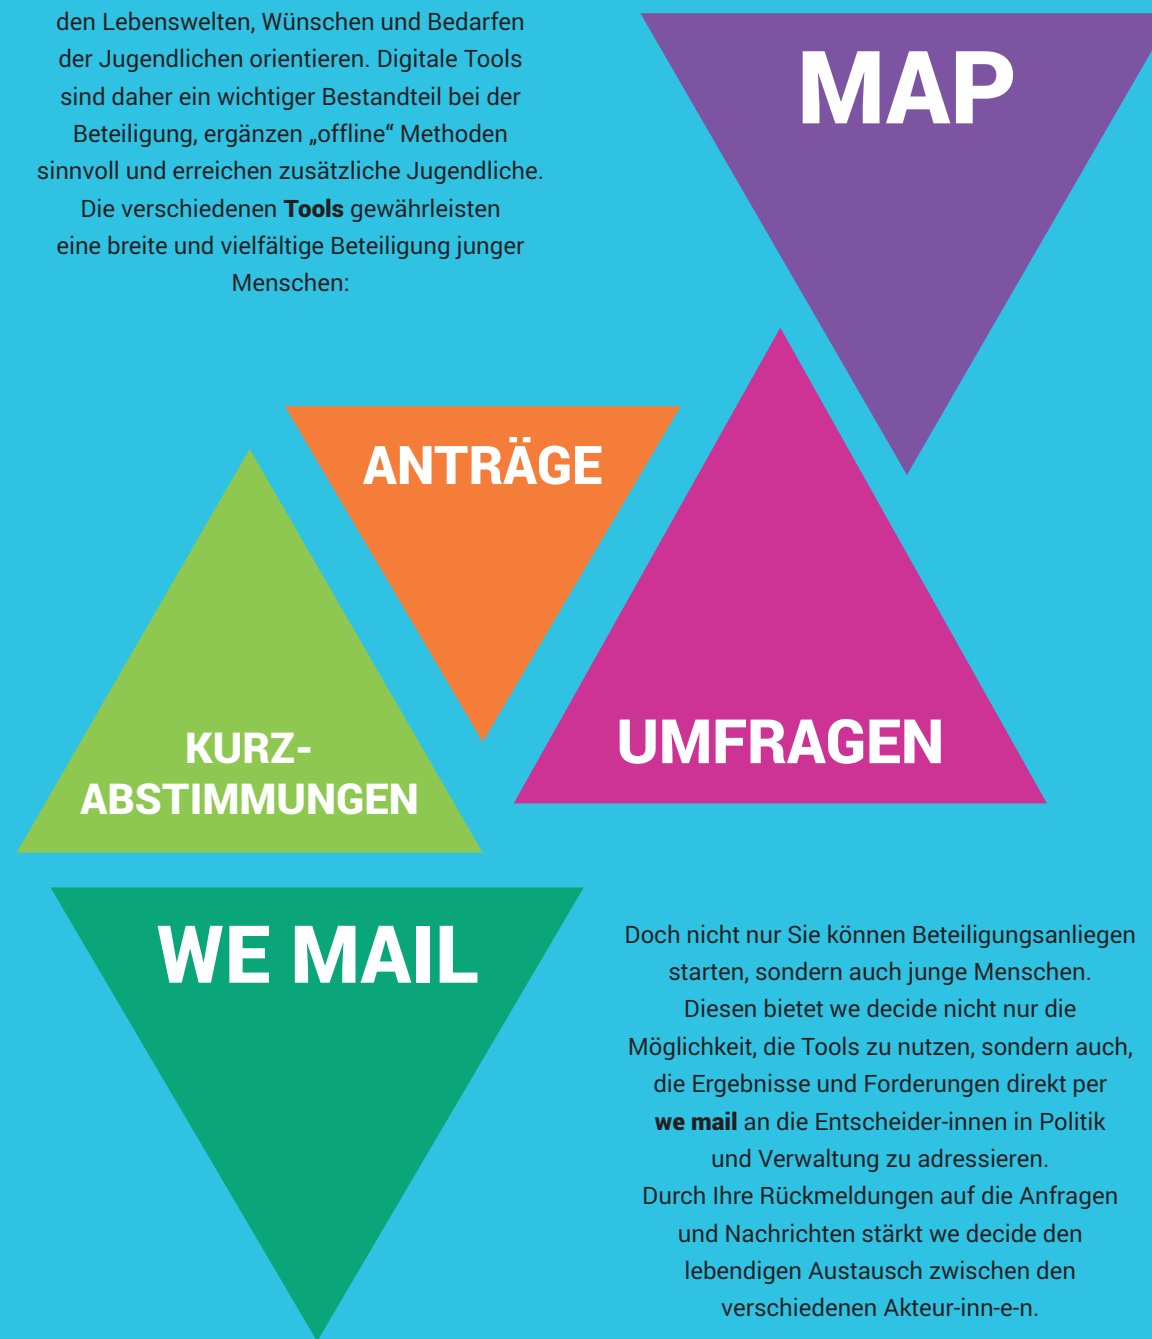 den Lebenswelten, Wünschen und Bedarfen
der Jugendlichen orientieren. Digitale Tools
sind daher ein wichtiger Bestandteil bei der
Beteiligung, ergänzen „offline“ Methoden
sinnvoll und erreichen zusätzliche Jugendliche.
Die verschiedenen Tools gewährleisten
eine breite und vielfältige Beteiligung junger
Menschen:
MAP
ANTRÄGE
UMFRAGEN
KURZ-
ABSTIMMUNGEN
WE MAIL
Doch nicht nur Sie können Beteiligungsanliegen
starten, sondern auch junge Menschen.
Diesen bietet we decide nicht nur die
Möglichkeit, die Tools zu nutzen, sondern auch,
die Ergebnisse und Forderungen direkt per
we mail an die Entscheider-innen in Politik
und Verwaltung zu adressieren.
Durch Ihre Rückmeldungen auf die Anfragen
und Nachrichten stärkt we decide den
lebendigen Austausch zwischen den
verschiedenen Akteur-inn-e-n.